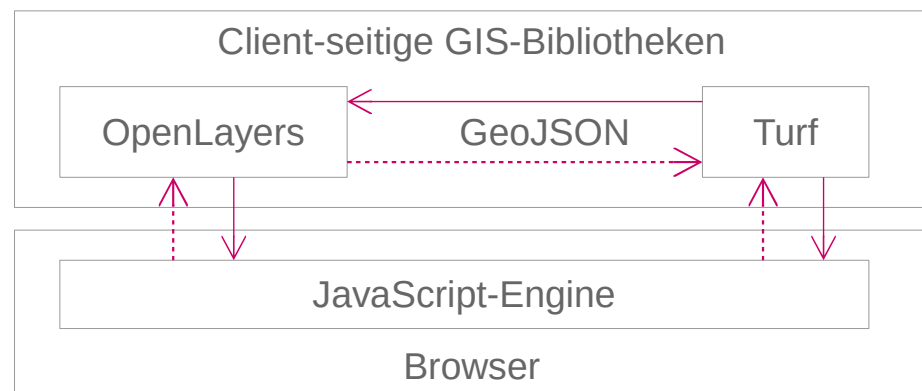 Client-seitige GIS-Bibliotheken
OpenLayers
GeoJSON
Turf
JavaScript-Engine
Browser